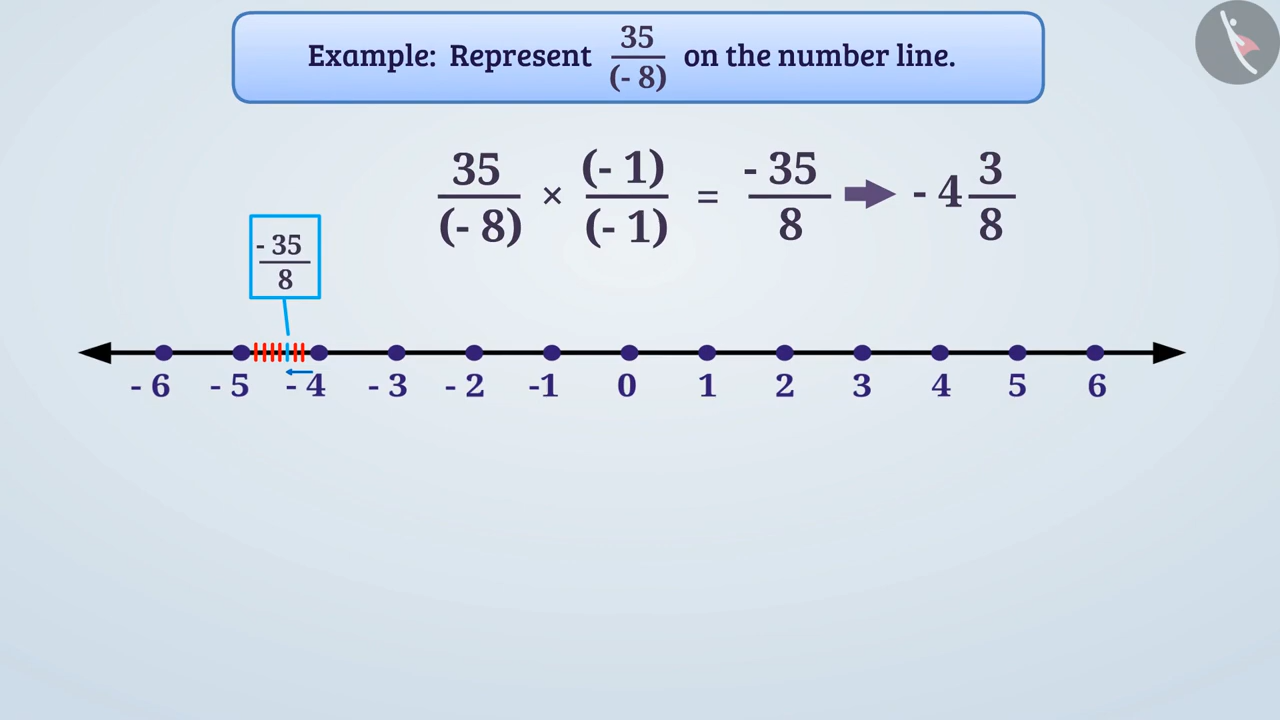 Example: Represent 35/(- 8) on the number line.
35/(- 8) × (- 1)/(- 1) = - 35/8 ➡ - 4 3/8
- 35/8
- 6 - 5 - 4 - 3 - 2 -1 0 1 2 3 4 5 6